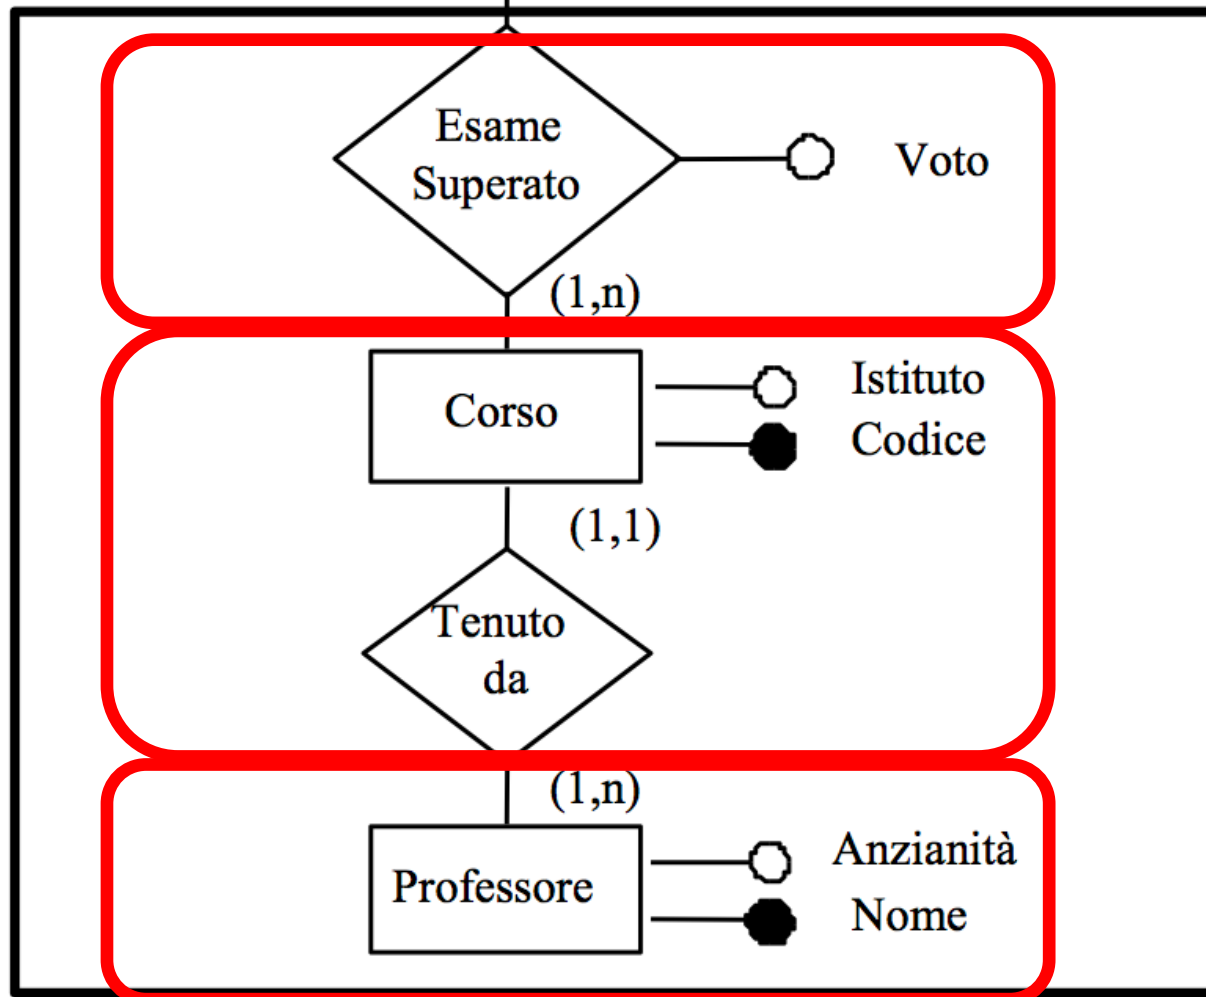 Esame
Superato
Voto
(1,n)
Corso
Istituto
Codice
(1,1)
Tenuto
da
(1,n)
Professore
Anzianità
Nome